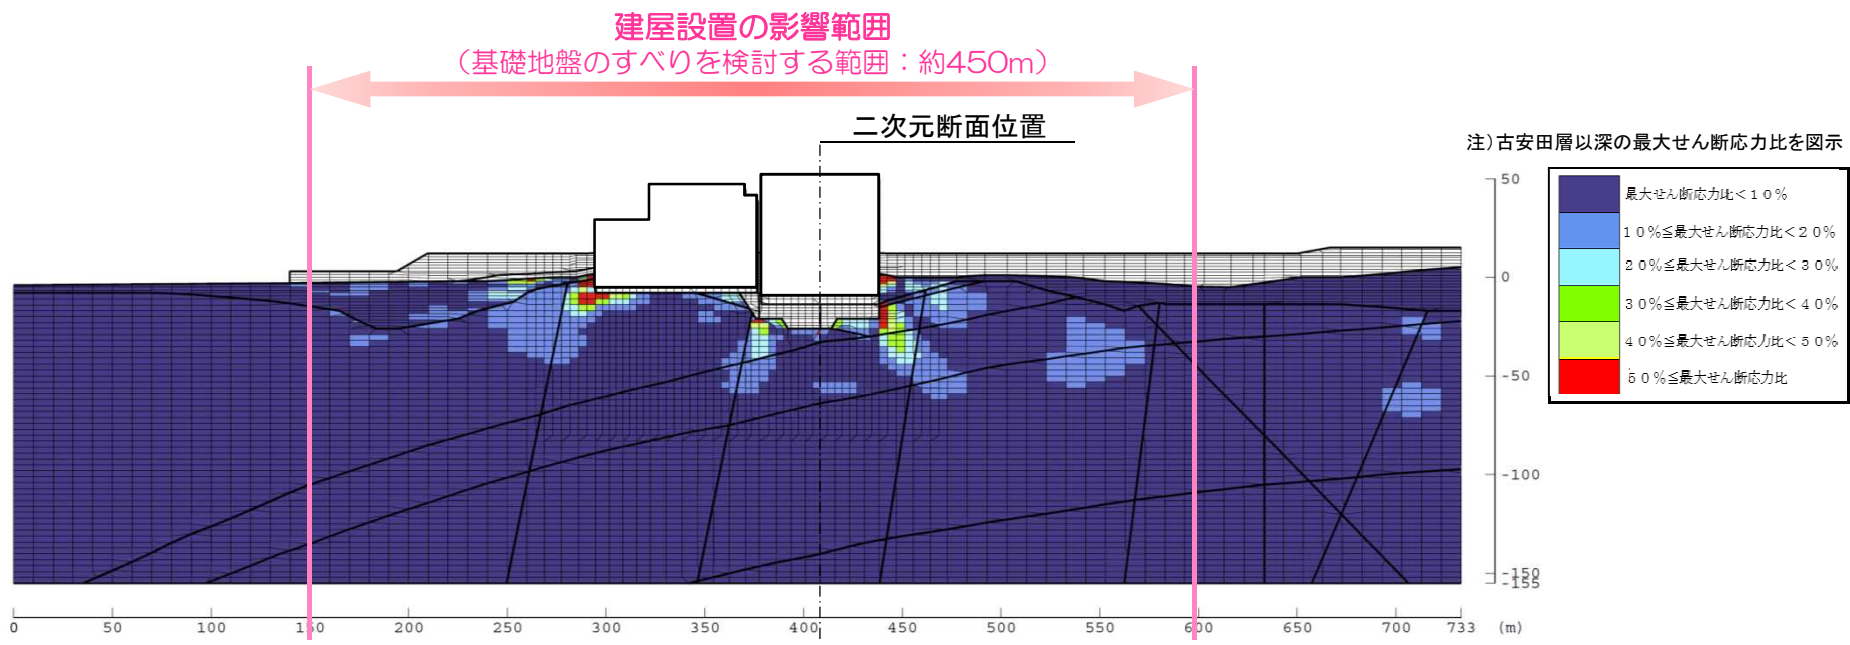 建屋設置の影響範囲
（基礎地盤のすべりを検討する範囲：約450m）
二次元断面位置
注)古安田層以深の最大せん断応力比を図示
最大せん断応力比＜１０％
１０％≦最大せん断応力比＜２０％
２０％≦最大せん断応力比＜３０％
３０％≦最大せん断応力比＜４０％
４０％≦最大せん断応力比＜５０％
５０％≦最大せん断応力比
50
0
-50
-100
-150
-155
0 50 100 150 200 250 300 350 400 450 500 550 600 650 700 733 (m)